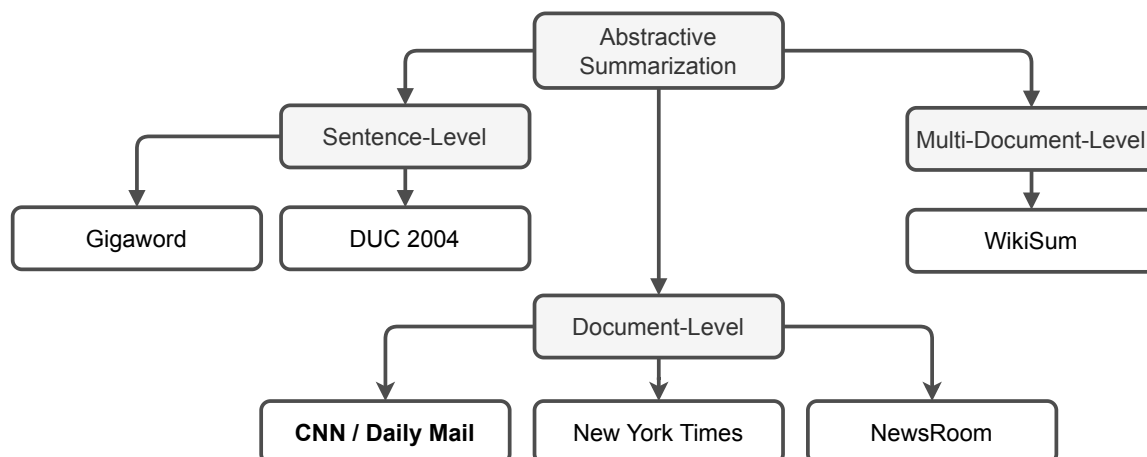 Abstractive
Summarization
Sentence-Level
Multi-Document-Level
Gigaword
DUC 2004
WikiSum
Document-Level
CNN / Daily Mail
New York Times
NewsRoom